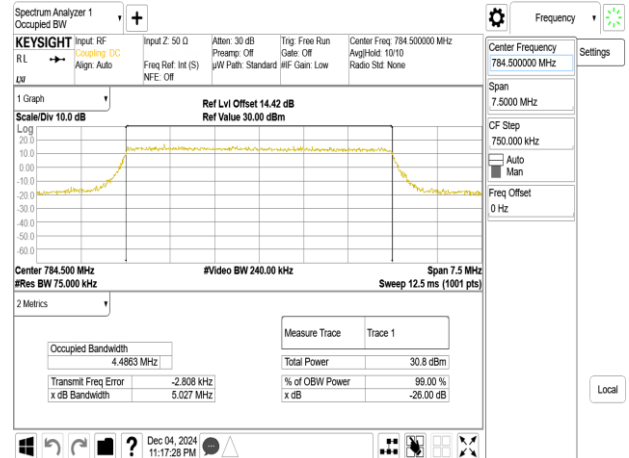 Spectrum Analyzer 1
Occupied BW
KEYSIGHT
RL
LXI
Input: RF
Coupling: DC
Align: Auto
Input Z: 50 Ω
Freq Ref: Int (S)
NFE: Off
Atten: 30 dB
Preamp: Off
µW Path: Standard
Trig: Free Run
Gate: Off
#IF Gain: Low
Center Freq: 784.500000 MHz
Avg|Hold: 10/10
Radio Std: None
1 Graph
Scale/Div 10.0 dB
Ref Lvl Offset 14.42 dB
Ref Value 30.00 dBm
Log
20.0
10.0
0.00
-10.0
-20.0
-30.0
-40.0
-50.0
-60.0
Center 784.500 MHz
#Res BW 75.000 kHz
#Video BW 240.00 kHz
Span 7.5 MHz
Sweep 12.5 ms (1001 pts)
2 Metrics
Occupied Bandwidth
4.4863 MHz
Transmit Freq Error -2.808 kHz
x dB Bandwidth 5.027 MHz
Measure Trace Trace 1
Total Power 30.8 dBm
% of OBW Power 99.00 %
x dB -26.00 dB
?
Dec 04, 2024
11:17:28 PM
Frequency
Center Frequency
784.500000 MHz
Span
7.5000 MHz
CF Step
750.000 kHz
Auto
Man
Freq Offset
0 Hz
Settings
Local